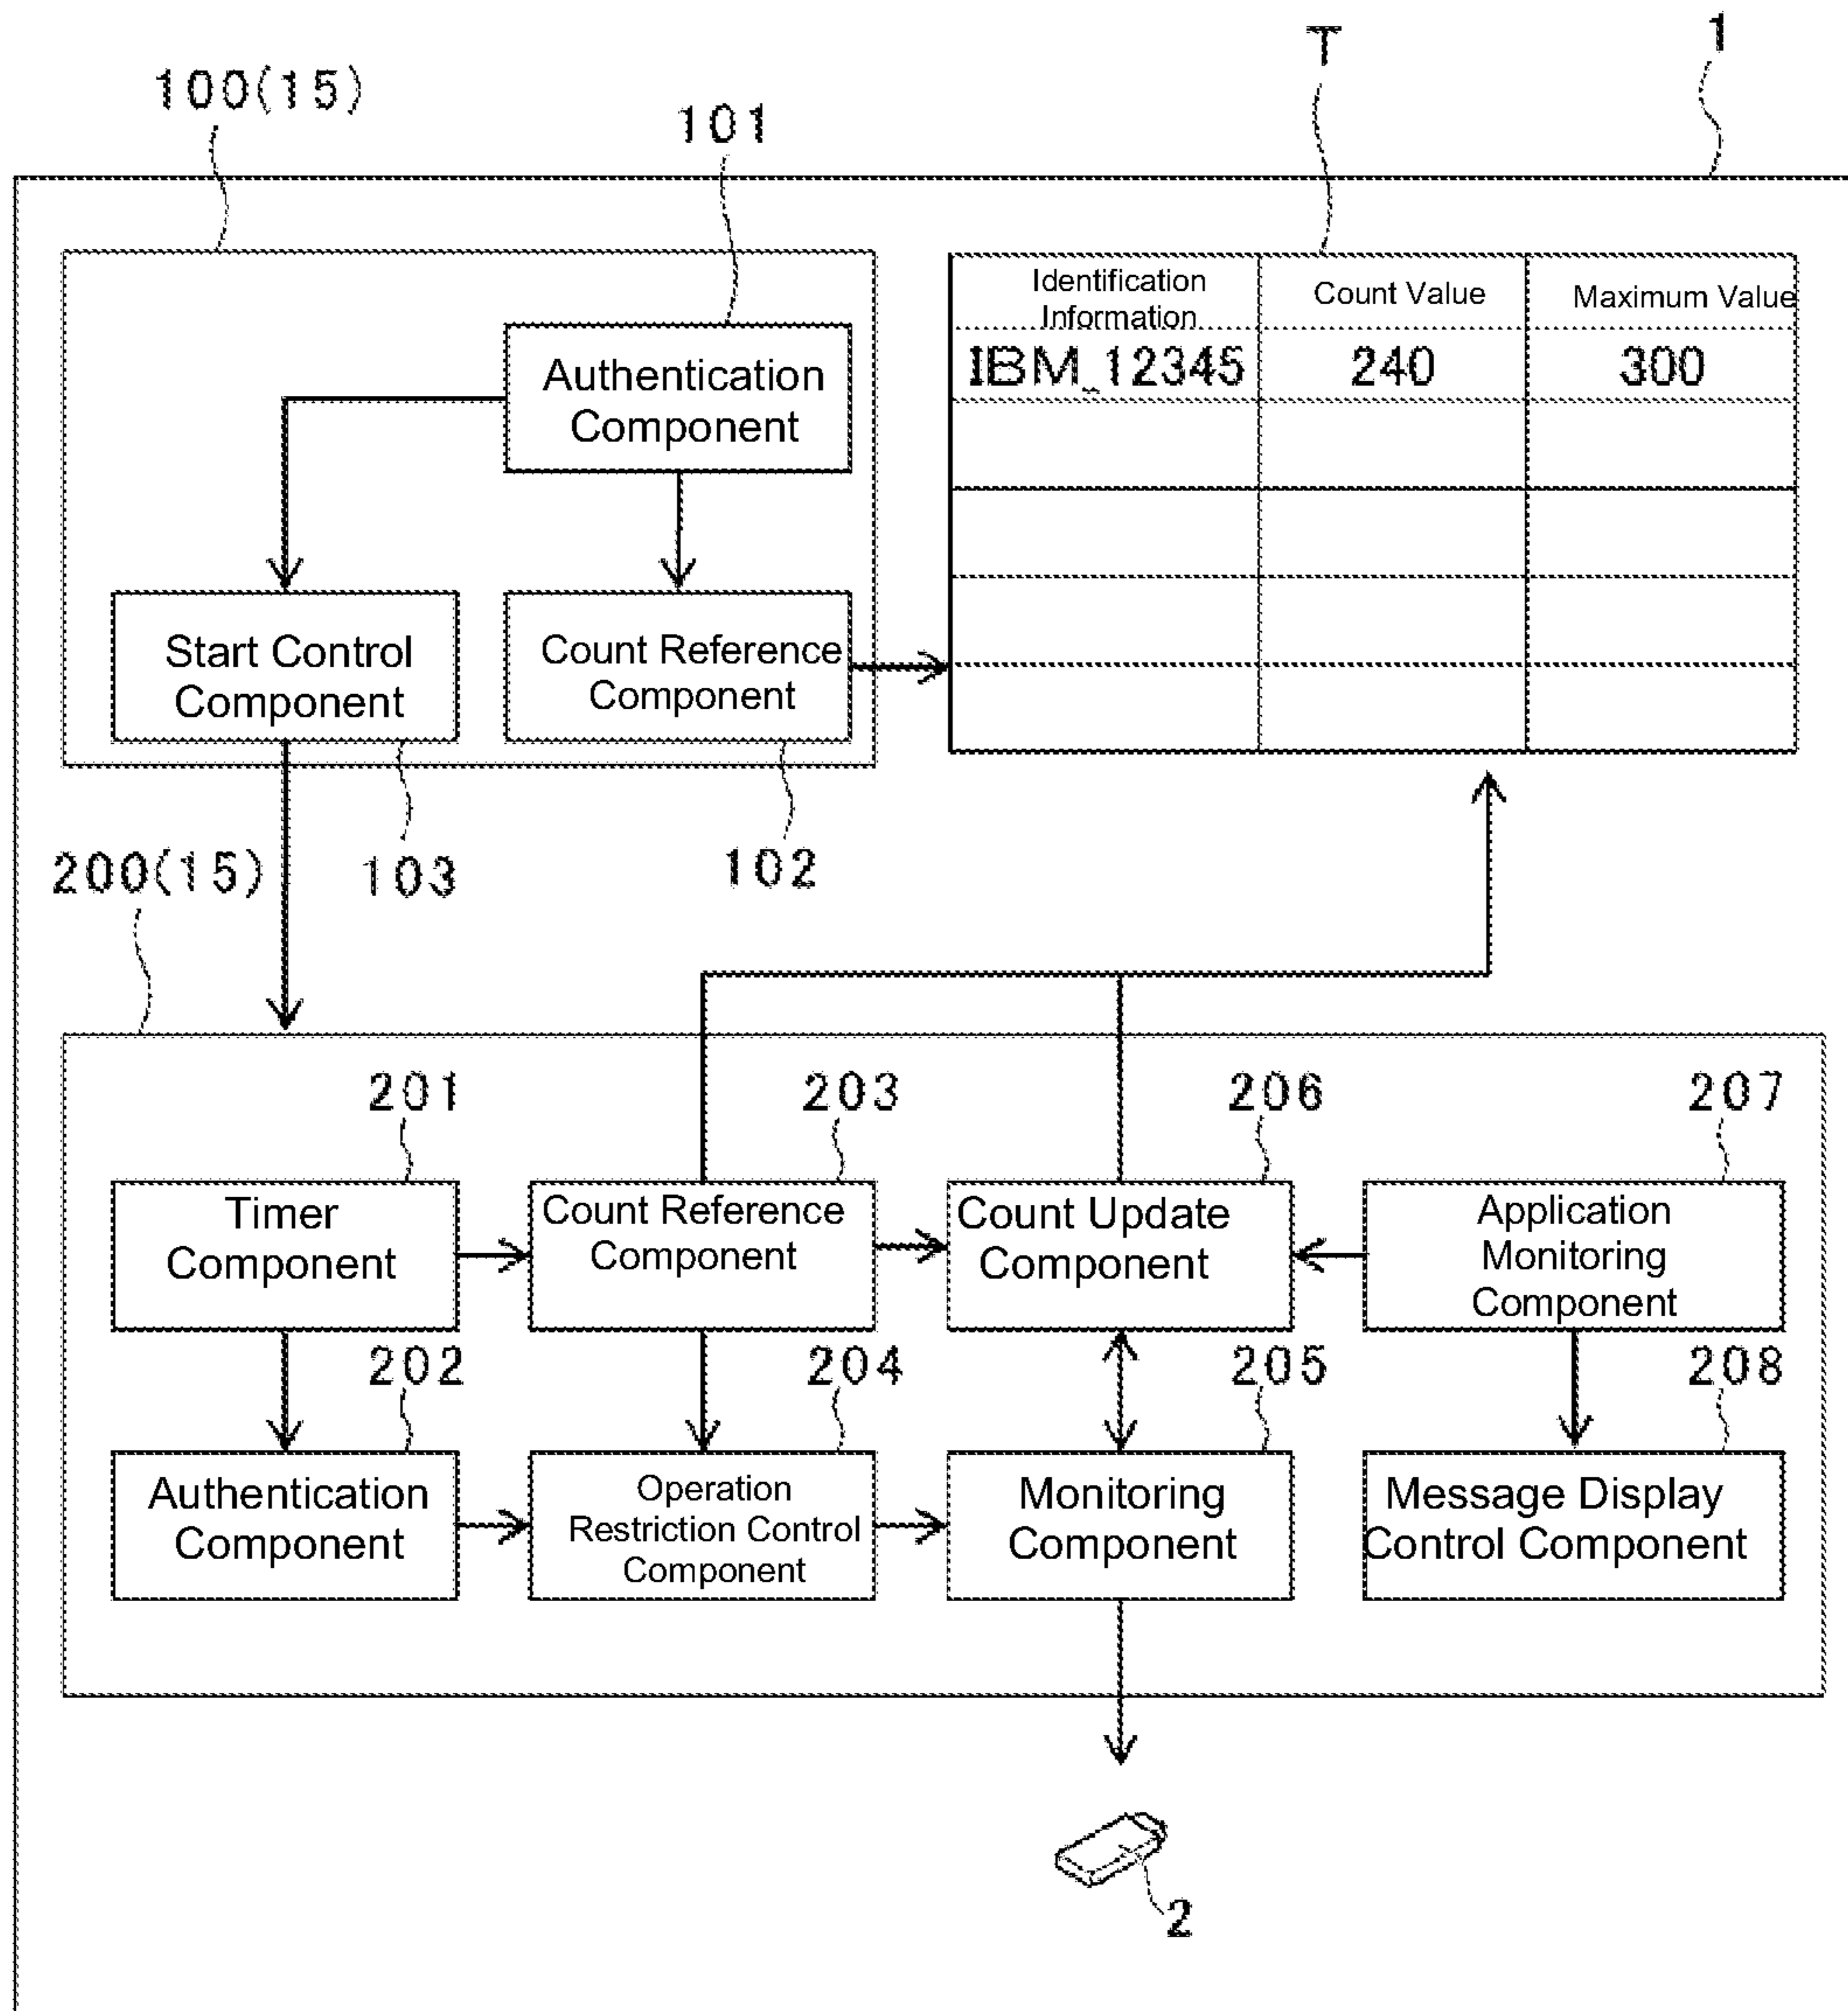 T
1
100(15)
101
Identification
Information
Count Value
Maximum Value
IBM_12345
240
300
Authentication
Component
Start Control
Component
Count Reference
Component
103
102
200(15)
201
203
206
207
Timer
Component
Count Reference
Component
Count Update
Component
Application
Monitoring
Component
202
204
205
208
Authentication
Component
Operation
Restriction Control
Component
Monitoring
Component
Message Display
Control Component
2